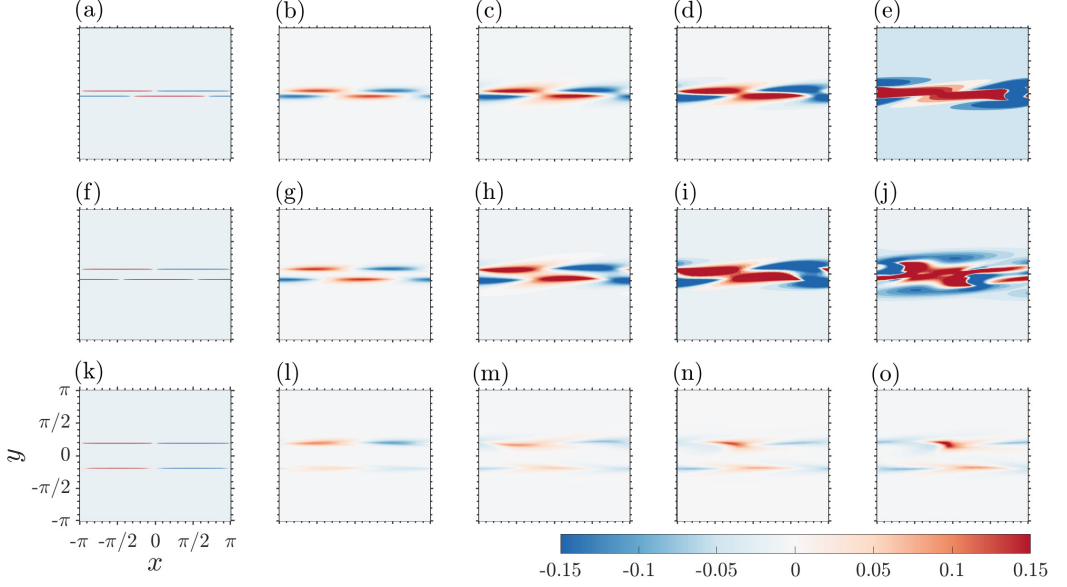 (a) (b) (c) (d) (e)
(f) (g) (h) (i) (j)
(k) (l) (m) (n) (o)
π
π/2
0
-π/2
-π
y
-π -π/2 0 π/2 π
x
-0.15 -0.1 -0.05 0 0.05 0.1 0.15